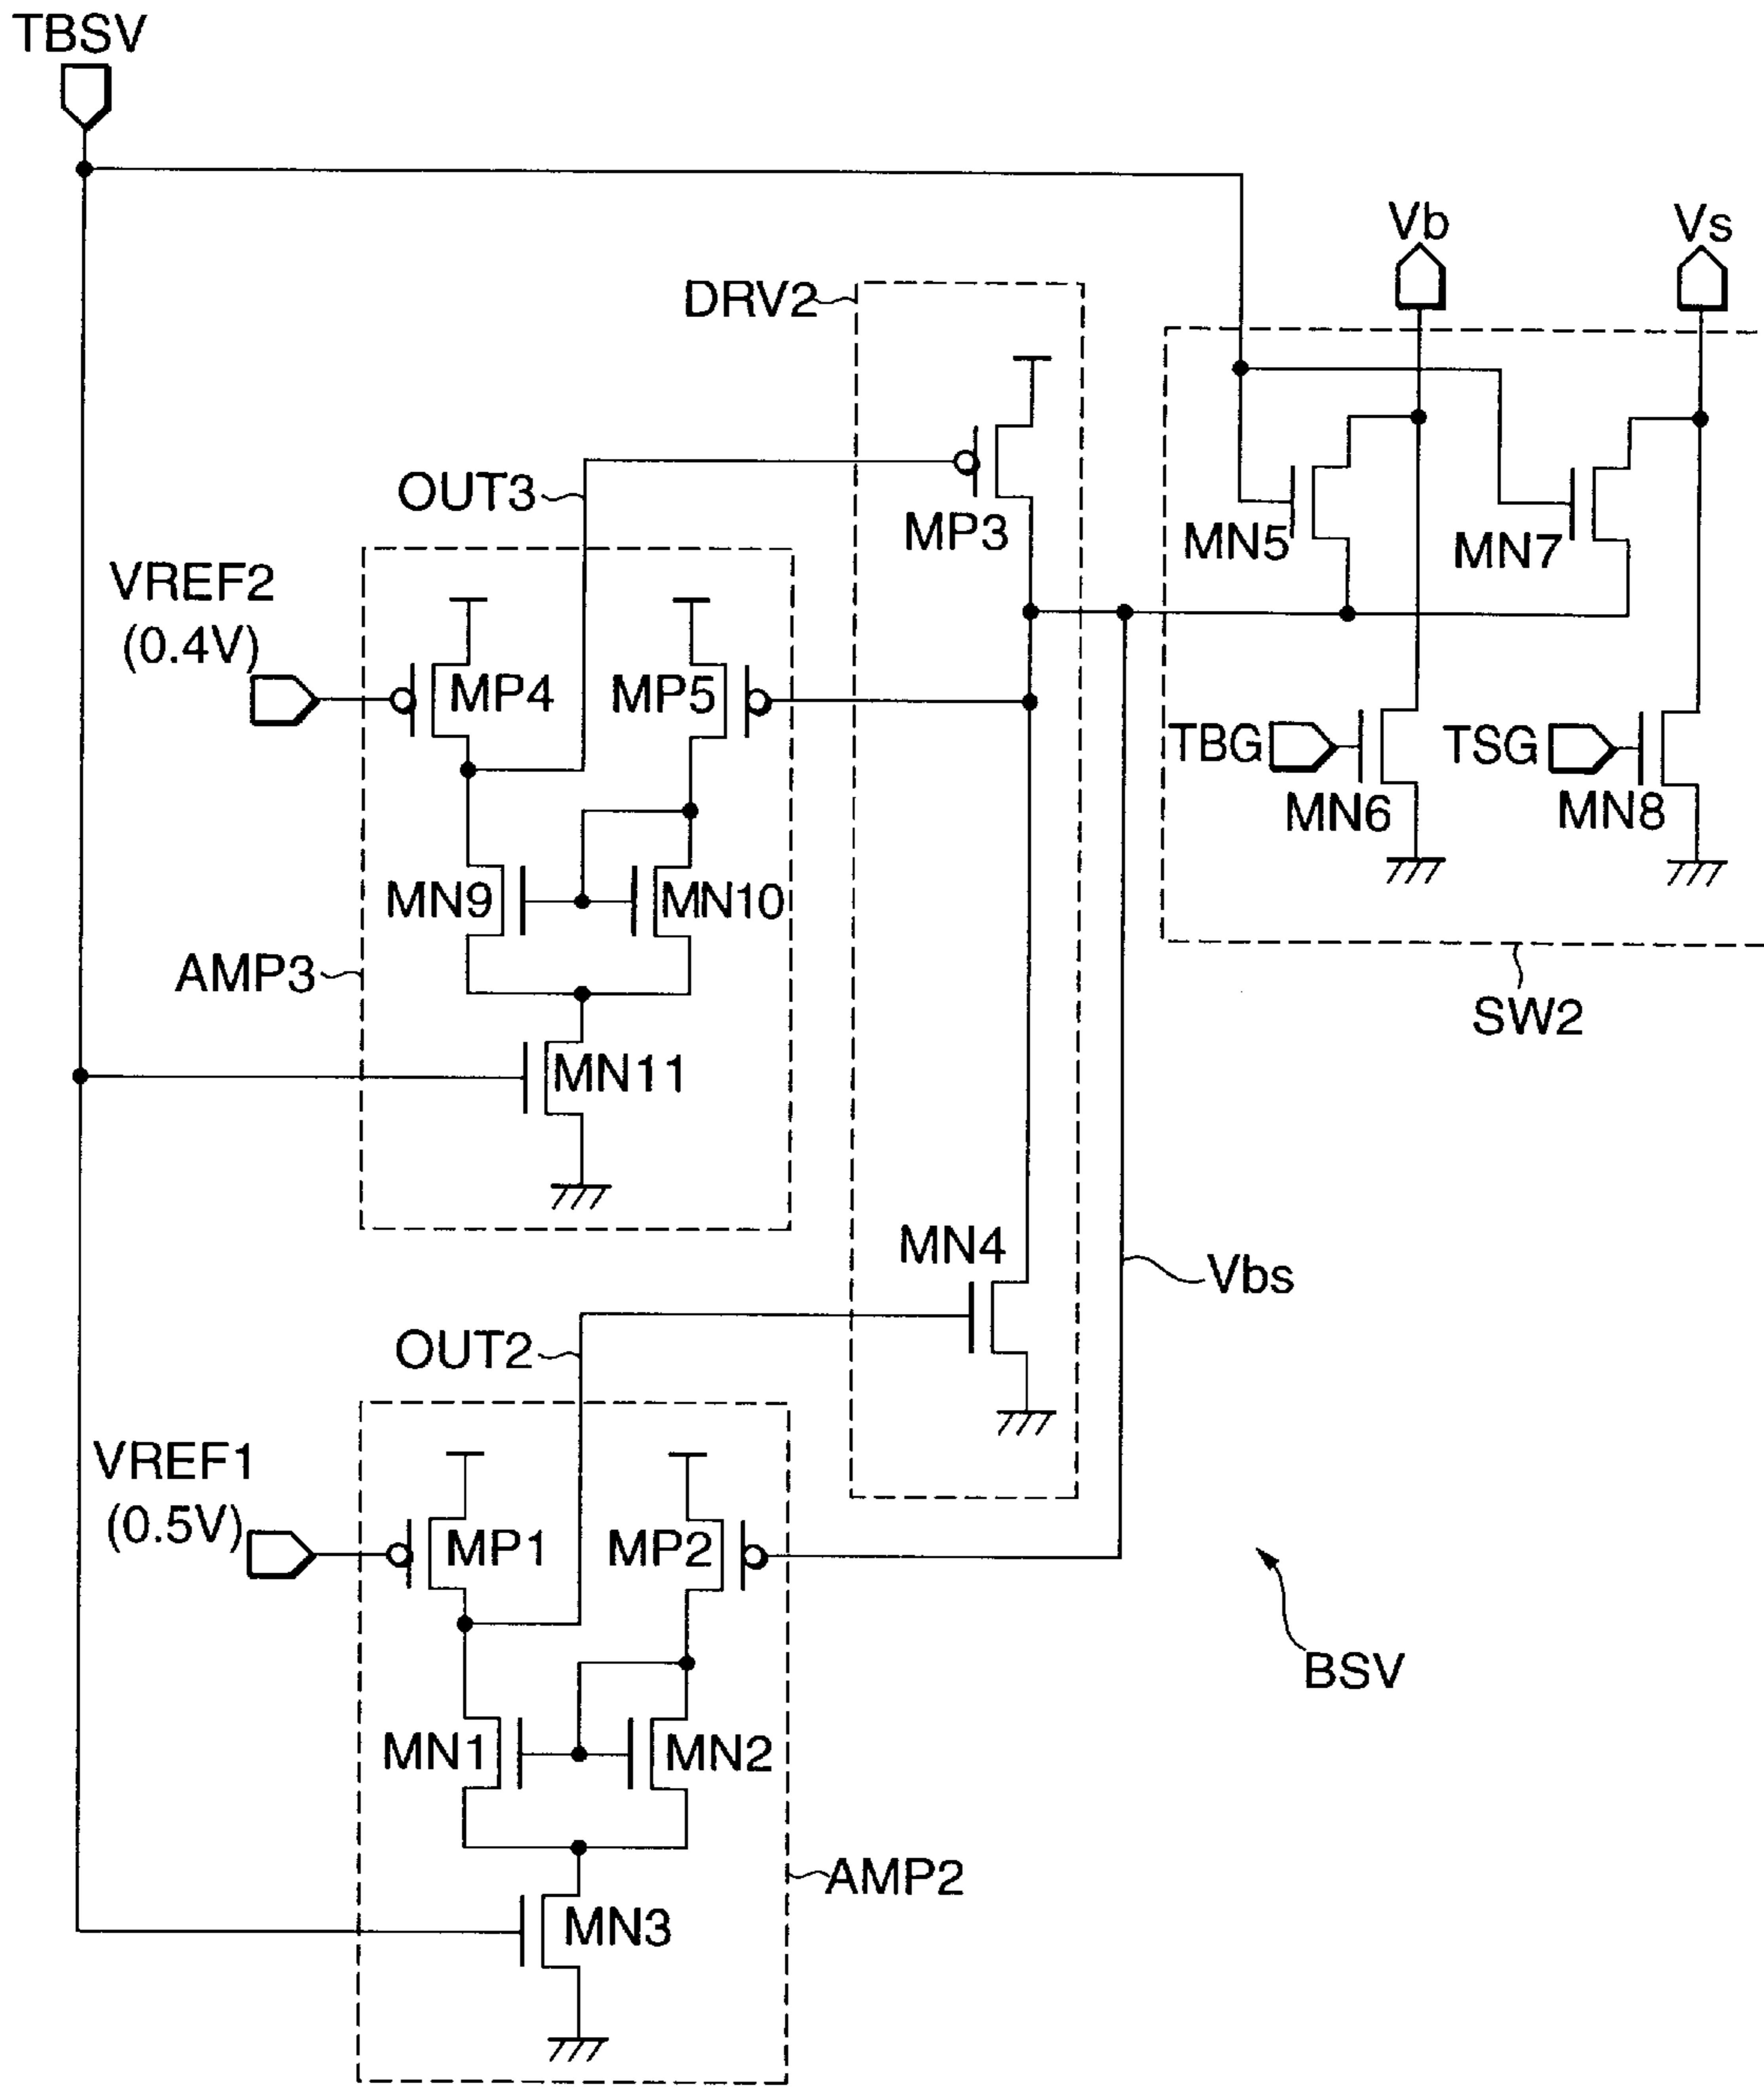 TBSV
Vb
Vs
DRV2
OUT3
MP3
MN5
MN7
VREF2
(0.4V)
MP4
MP5
TBG
TSG
MN6
MN8
MN9
MN10
AMP3
SW2
MN11
MN4
Vbs
OUT2
VREF1
(0.5V)
MP1
MP2
BSV
MN1
MN2
AMP2
MN3